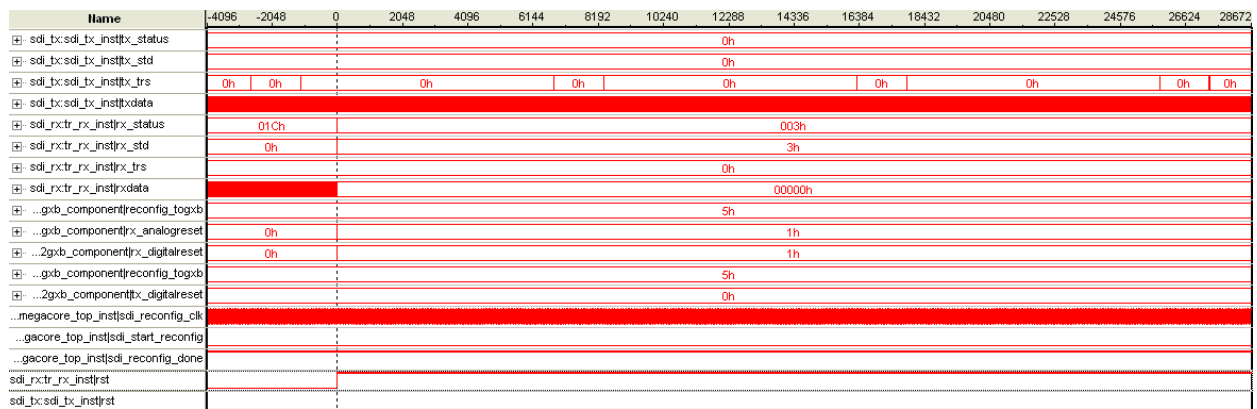 Name -4096 -2048 0 2048 4096 6144 8192 10240 12288 14336 16384 18432 20480 22528 24576 26624 28672
sdi_tx:sdi_tx_inst|tx_status 0h
sdi_tx:sdi_tx_inst|tx_std 0h
sdi_tx:sdi_tx_inst|tx_trs 0h 0h 0h 0h 0h 0h 0h 0h 0h
sdi_tx:sdi_tx_inst|txdata
sdi_rx:tr_rx_inst|rx_status 01Ch 003h
sdi_rx:tr_rx_inst|rx_std 0h 3h
sdi_rx:tr_rx_inst|rx_trs 0h
sdi_rx:tr_rx_inst|rxdata 00000h
...gxb_component|reconfig_togxb 5h
...gxb_component|rx_analogreset 0h 1h
...2gxb_component|rx_digitalreset 0h 1h
...gxb_component|reconfig_togxb 5h
...2gxb_component|tx_digitalreset 0h
...megacore_top_inst|sdi_reconfig_clk
...gacore_top_inst|sdi_start_reconfig
...gacore_top_inst|sdi_reconfig_done
sdi_rx:tr_rx_inst|rst
sdi_tx:sdi_tx_inst|rst